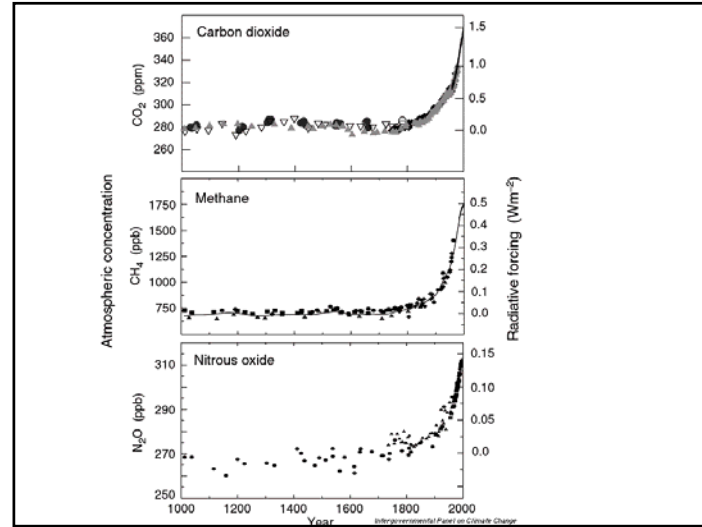 Carbon dioxide
CO2 (ppm)
360
340
320
300
280
260
1.5
1.0
0.5
0.0
Methane
Atmospheric concentration
CH4 (ppb)
1750
1500
1250
1000
750
0.5
0.4
0.3
0.2
0.1
0.0
Radiative forcing (Wm−2)
Nitrous oxide
N2O (ppb)
310
290
270
250
0.15
0.10
0.05
0.0
1000 1200 1400 1600 1800 2000
Year
Intergovernmental Panel on Climate Change